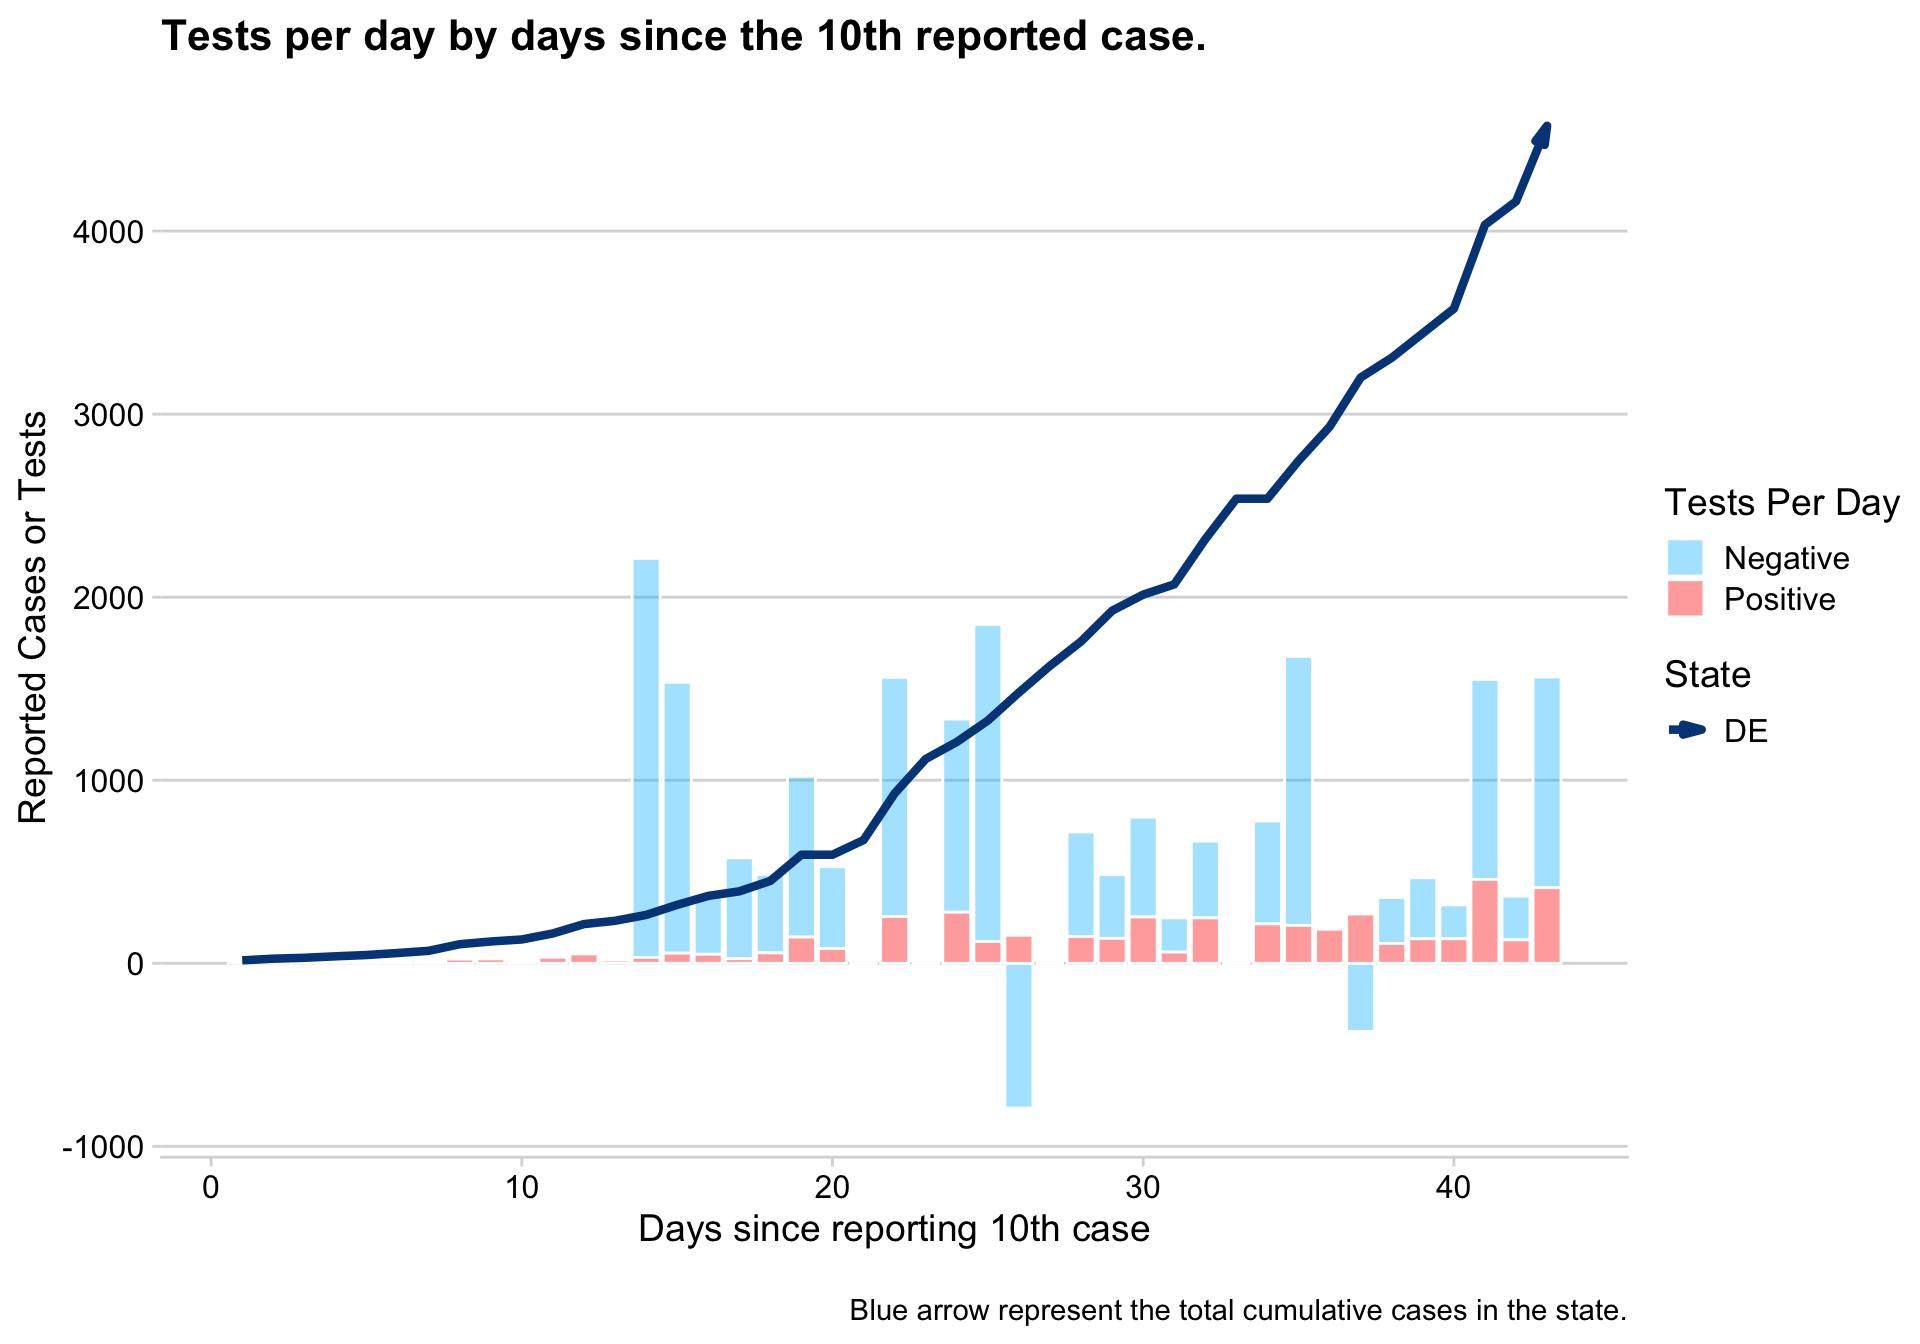 Tests per day by days since the 10th reported case.
Reported Cases or Tests
4000
3000
2000
1000
0
-1000
0 10 20 30 40
Days since reporting 10th case
Tests Per Day
Negative
Positive
State
DE
Blue arrow represent the total cumulative cases in the state.